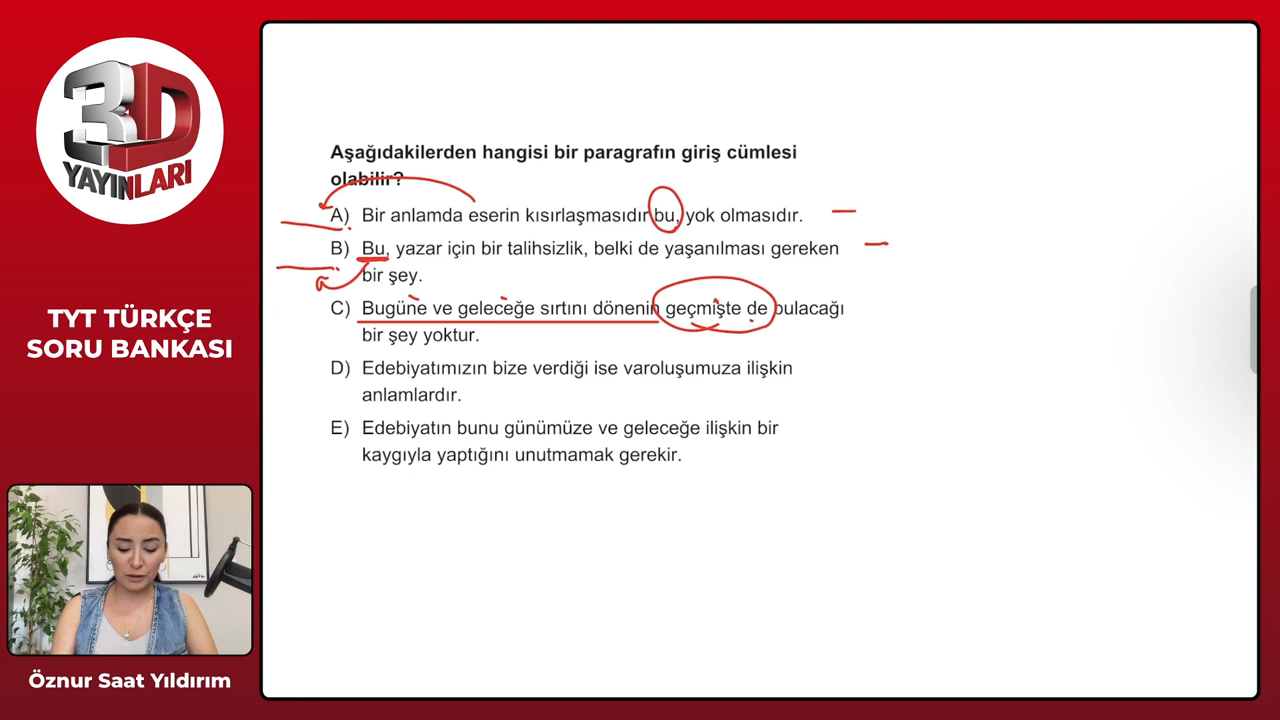 3D
YAYINLARI
TYT TÜRKÇE
SORU BANKASI
Öznur Saat Yıldırım
Aşağıdakilerden hangisi bir paragrafın giriş cümlesi
olabilir?
A) Bir anlamda eserin kısırlaşmasıdır bu, yok olmasıdır.
B) Bu, yazar için bir talihsizlik, belki de yaşanılması gereken
bir şey.
C) Bugüne ve geleceğe sırtını dönenin geçmişte de bulacağı
bir şey yoktur.
D) Edebiyatımızın bize verdiği ise varoluşumuza ilişkin
anlamlardır.
E) Edebiyatın bunu günümüze ve geleceğe ilişkin bir
kaygıyla yaptığını unutmamak gerekir.